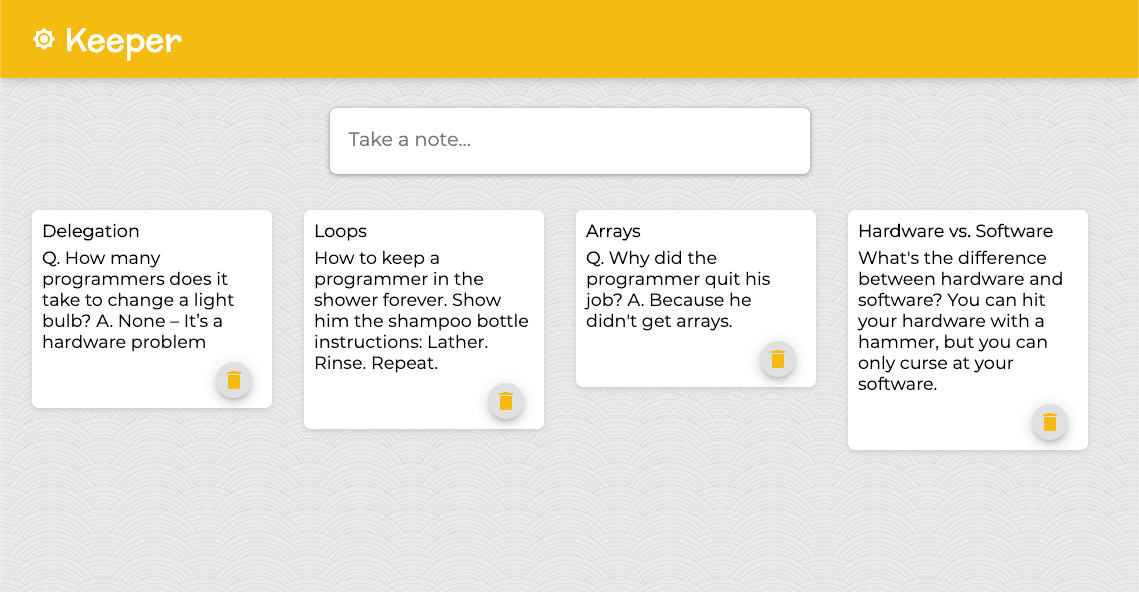 Keeper
Take a note...
Delegation
Q. How many
programmers does it
take to change a light
bulb? A. None – It’s a
hardware problem
Loops
How to keep a
programmer in the
shower forever. Show
him the shampoo bottle
instructions: Lather.
Rinse. Repeat.
Arrays
Q. Why did the
programmer quit his
job? A. Because he
didn't get arrays.
Hardware vs. Software
What's the difference
between hardware and
software? You can hit
your hardware with a
hammer, but you can
only curse at your
software.